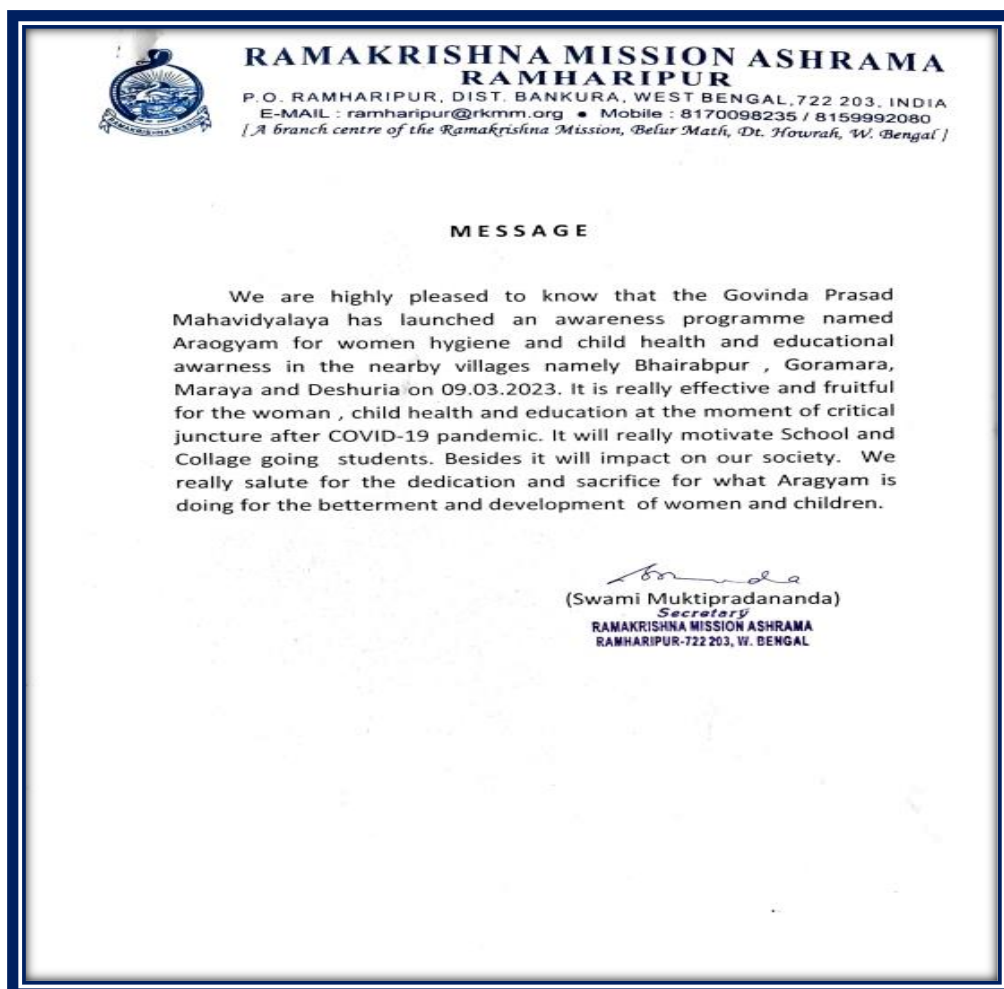 RAMAKRISHNA MISSION ASHRAMA
RAMHARIPUR
P.O. RAMHARIPUR, DIST. BANKURA, WEST BENGAL, 722 203, INDIA
E-MAIL : ramharipur@rkmm.org • Mobile : 8170098235 / 8159992080
[ A branch centre of the Ramakrishna Mission, Belur Math, Dt. Howrah, W. Bengal ]
RAMAKRISHNA MISSION
MESSAGE
We are highly pleased to know that the Govinda Prasad
Mahavidyalaya has launched an awareness programme named
Araogyam for women hygiene and child health and educational
awarness in the nearby villages namely Bhairabpur , Goramara,
Maraya and Deshuria on 09.03.2023. It is really effective and fruitful
for the woman , child health and education at the moment of critical
juncture after COVID-19 pandemic. It will really motivate School and
Collage going students. Besides it will impact on our society. We
really salute for the dedication and sacrifice for what Aragyam is
doing for the betterment and development of women and children.
(Swami Muktipradananda)
Secretary
RAMAKRISHNA MISSION ASHRAMA
RAMHARIPUR-722 203, W. BENGAL